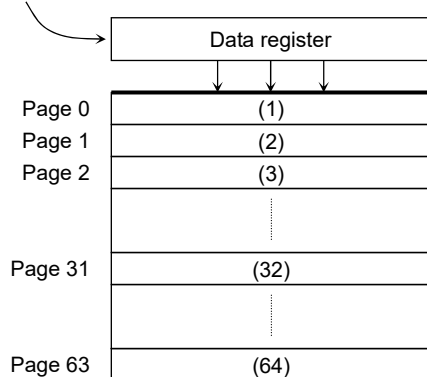 Data register
Page 0 (1)
Page 1 (2)
Page 2 (3)
Page 31 (32)
Page 63 (64)